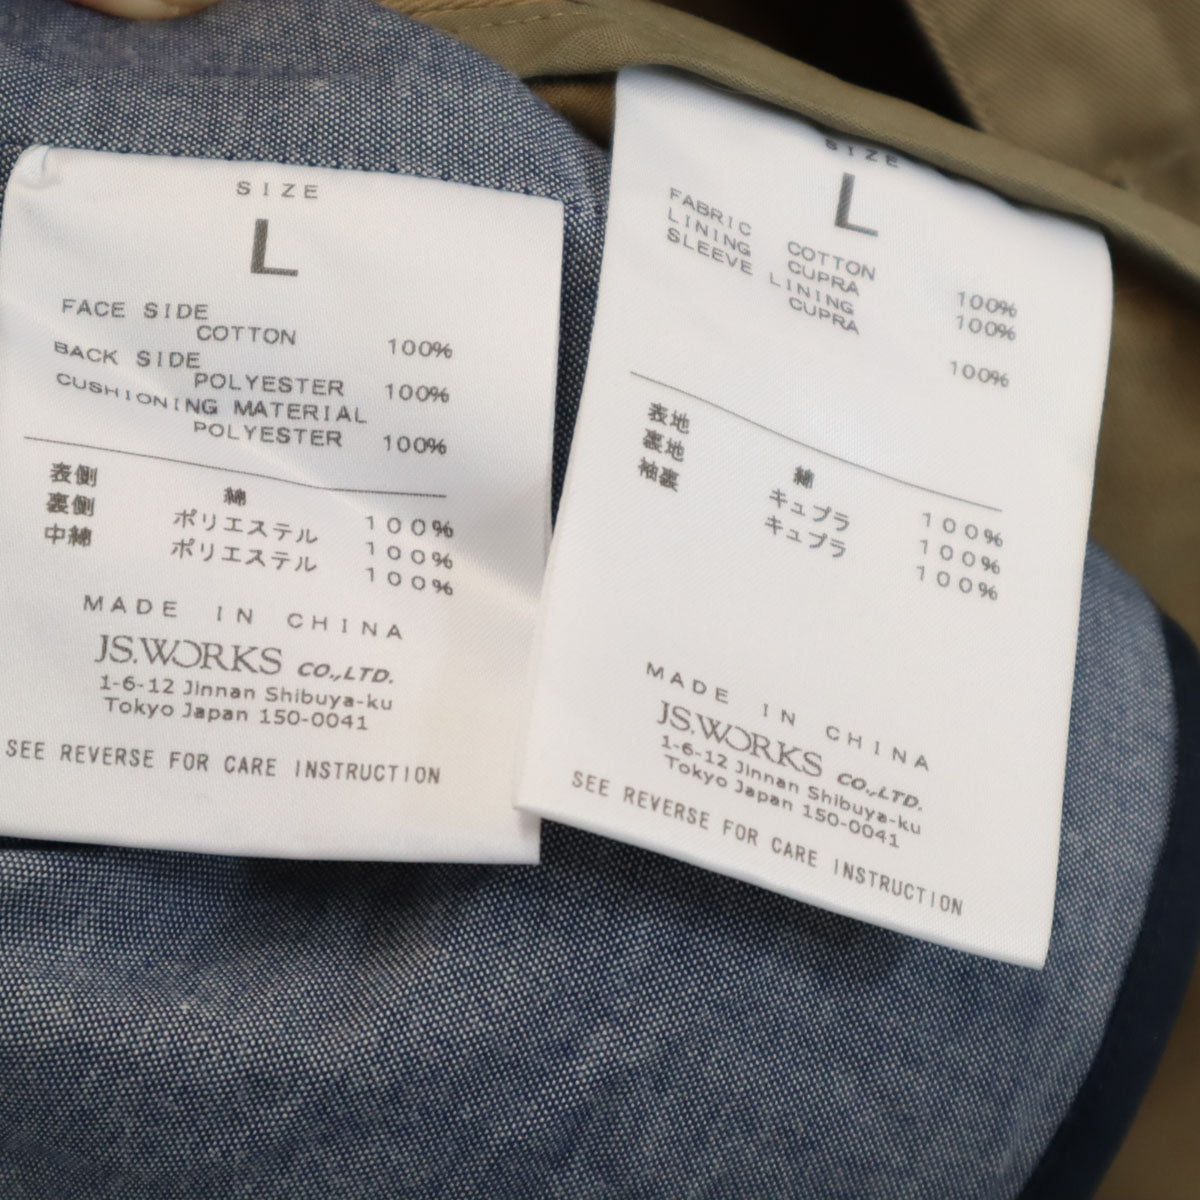 SIZE
L
FACE SIDE
COTTON 100%
BACK SIDE
POLYESTER 100%
CUSHIONING MATERIAL
POLYESTER 100%
表側 綿 100%
裏側 ポリエステル 100%
中綿 ポリエステル 100%
MADE IN CHINA
JS.WORKS CO.,LTD.
1-6-12 Jinnan Shibuya-ku
Tokyo Japan 150-0041
SEE REVERSE FOR CARE INSTRUCTION
SIZE
L
FABRIC COTTON 100%
LINING CUPRA 100%
SLEEVE LINING
CUPRA 100%
表地 綿 100%
裏地 キュプラ 100%
袖裏 キュプラ 100%
MADE IN CHINA
JS.WORKS CO.,LTD.
1-6-12 Jinnan Shibuya-ku
Tokyo Japan 150-0041
SEE REVERSE FOR CARE INSTRUCTION